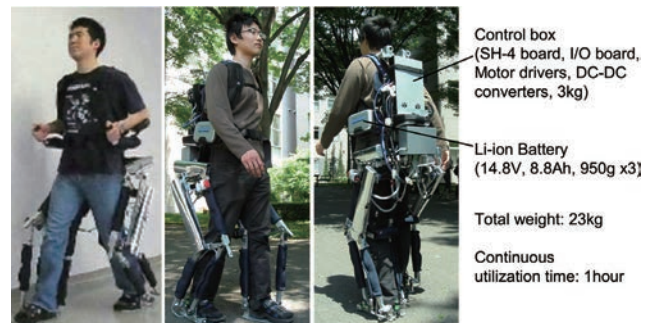 Control box
(SH-4 board, I/O board,
Motor drivers, DC-DC
converters, 3kg)
Li-ion Battery
(14.8V, 8.8Ah, 950g x3)
Total weight: 23kg
Continuous
utilization time: 1hour